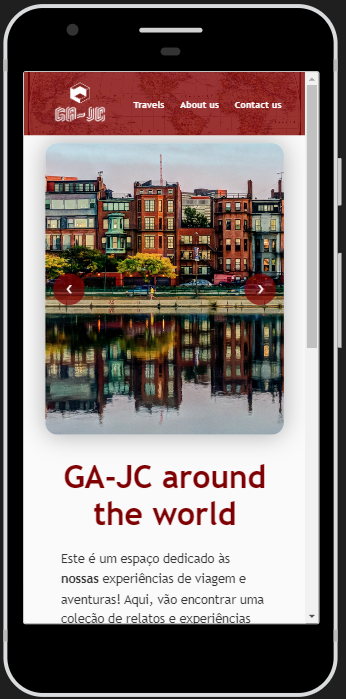 GA-JC
Travels About us Contact us
GA-JC around
the world
Este é um espaço dedicado às
nossas experiências de viagem e
aventuras! Aqui, vão encontrar uma
coleção de relatos e experiências